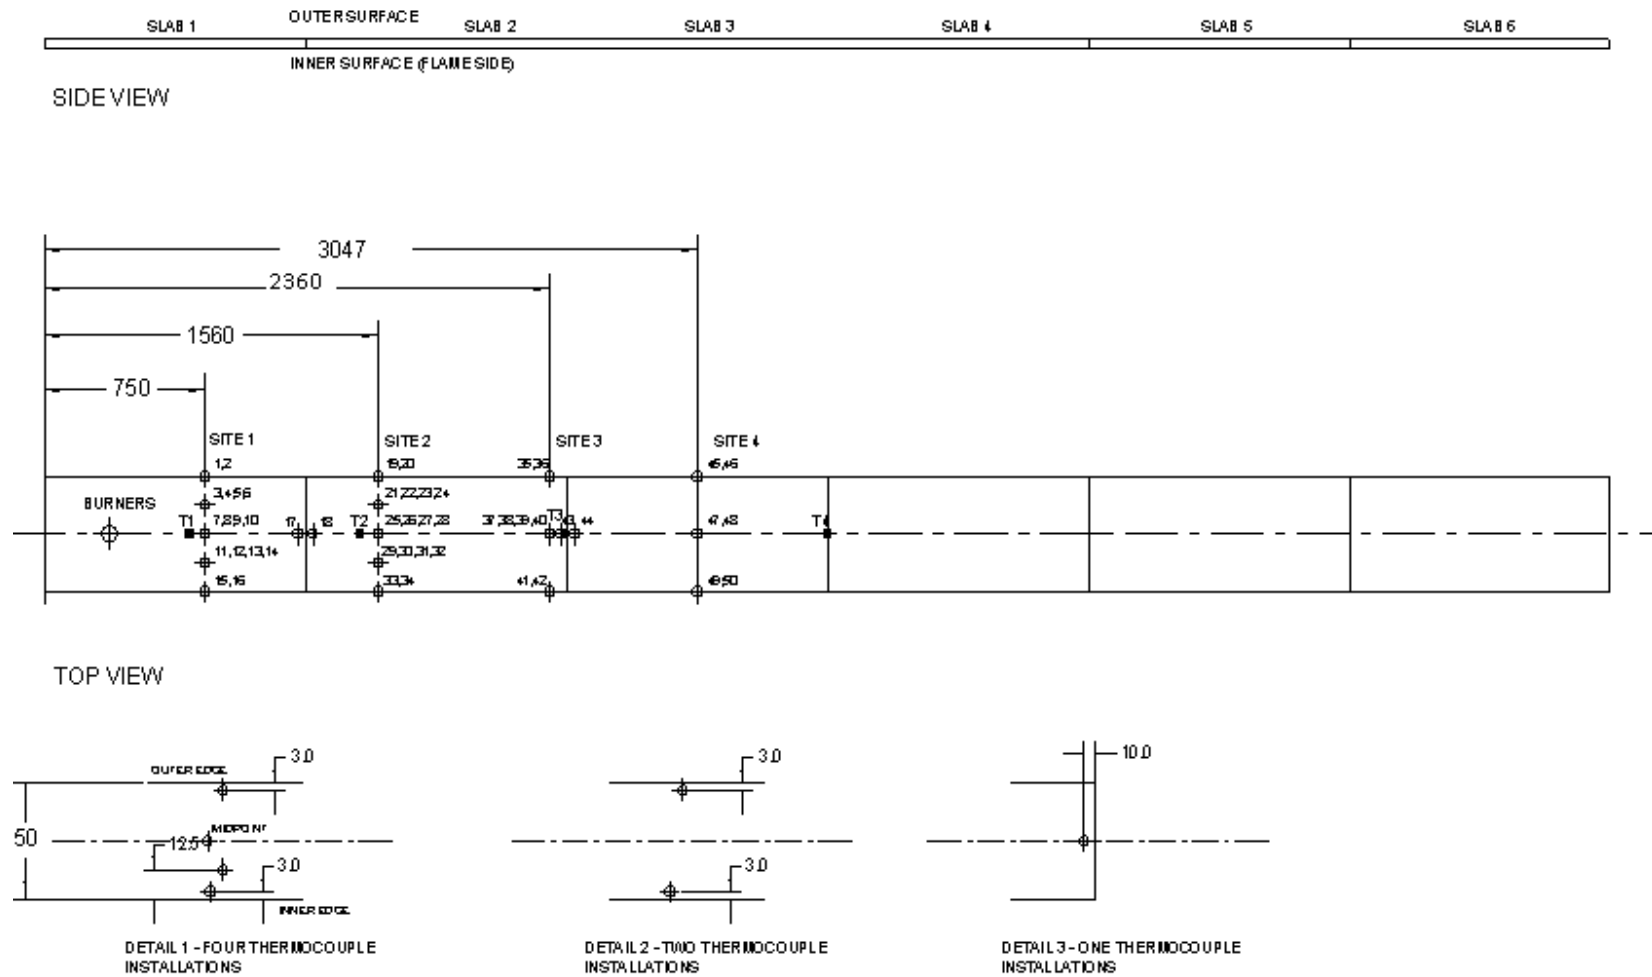 OUTER SURFACE
SLAB 1 SLAB 2 SLAB 3 SLAB 4 SLAB 5 SLAB 6
INNER SURFACE (FLAME SIDE)
SIDE VIEW
3047
2360
1560
750
SITE 1 SITE 2 SITE 3 SITE 4
1,2 19,20 35,36 45,46
BURNERS 3,4,5,6 21,22,23,24
T1 7,8,9,10 17 18 T2 25,26,27,28 37,38,39,40 T3 43, 44 47,48 T4
11,12,13,14 29,30,31,32
15,16 33,34 41,42 49,50
TOP VIEW
3.0 3.0 10.0
OUTER EDGE
50 MIDPOINT
12.5
3.0 3.0
INNER EDGE
DETAIL 1 - FOUR THERMOCOUPLE
INSTALLATIONS
DETAIL 2 - TWO THERMOCOUPLE
INSTALLATIONS
DETAIL 3 - ONE THERMOCOUPLE
INSTALLATIONS